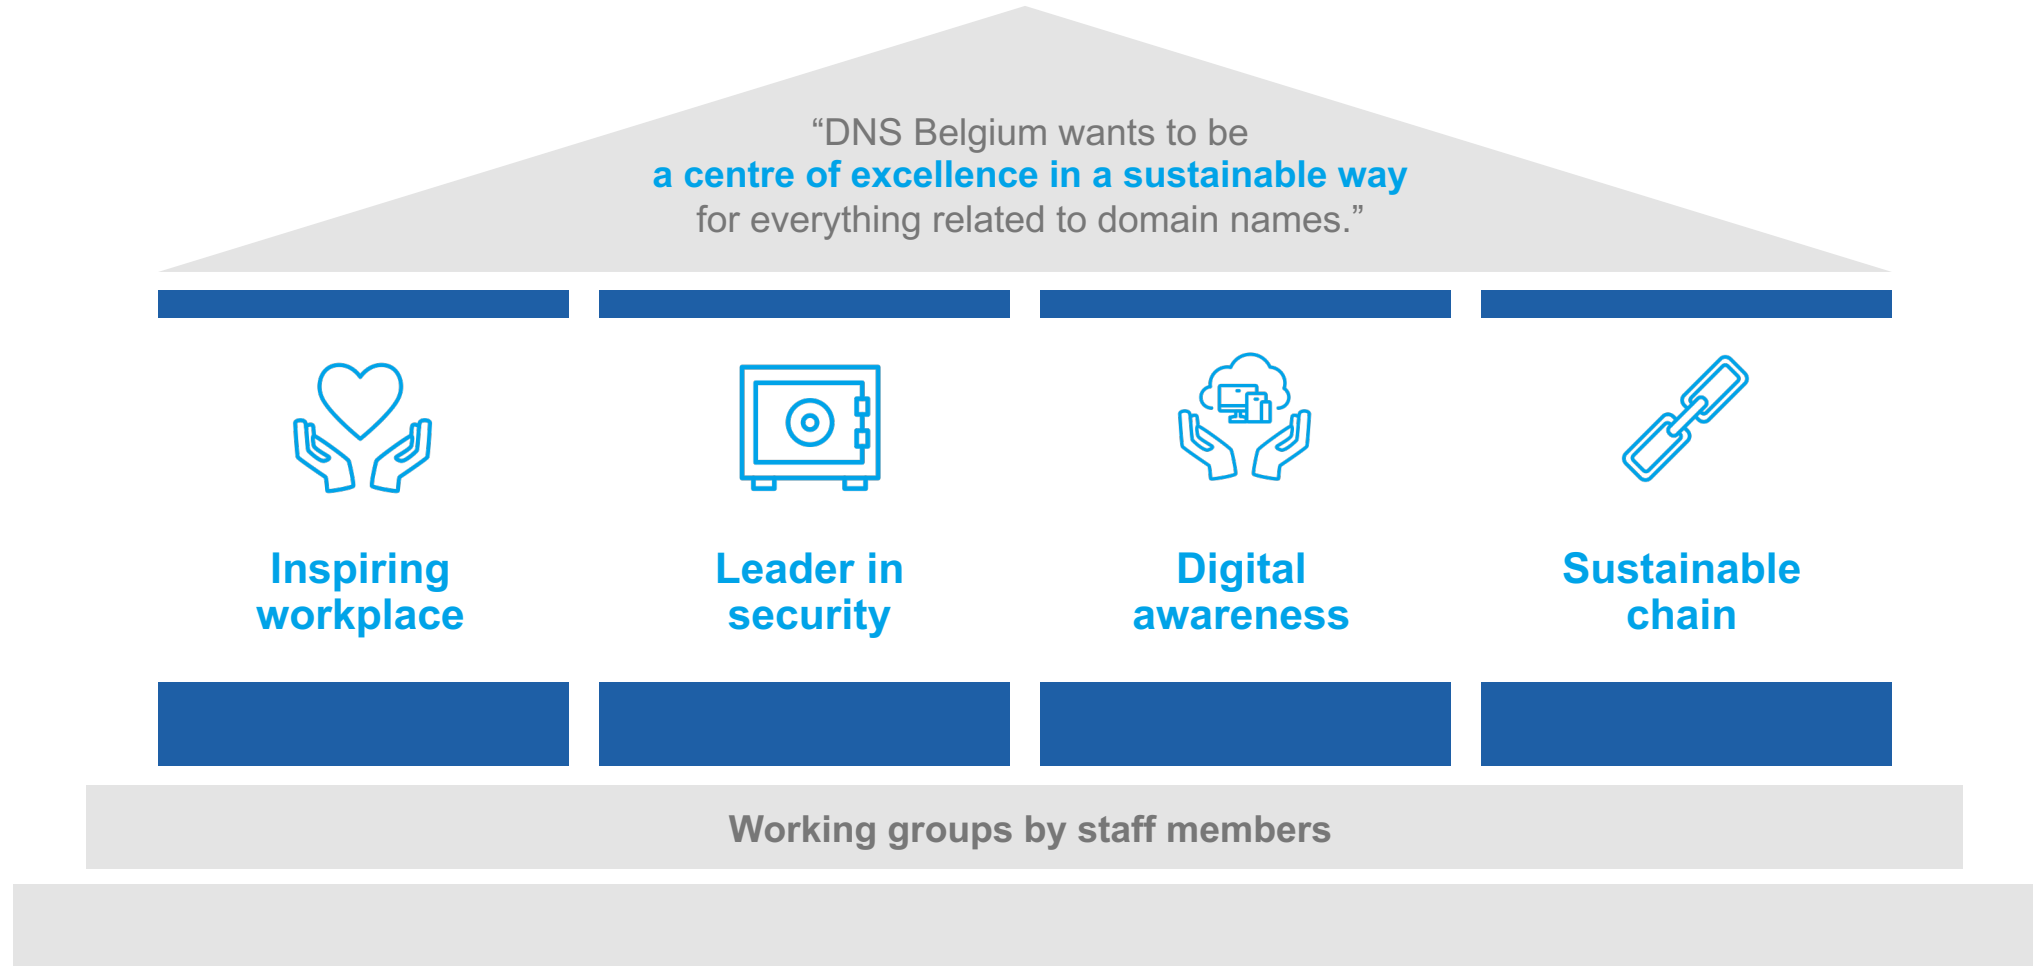 “DNS Belgium wants to be
a centre of excellence in a sustainable way
for everything related to domain names.”
Inspiring
workplace
Leader in
security
Digital
awareness
Sustainable
chain
Working groups by staff members